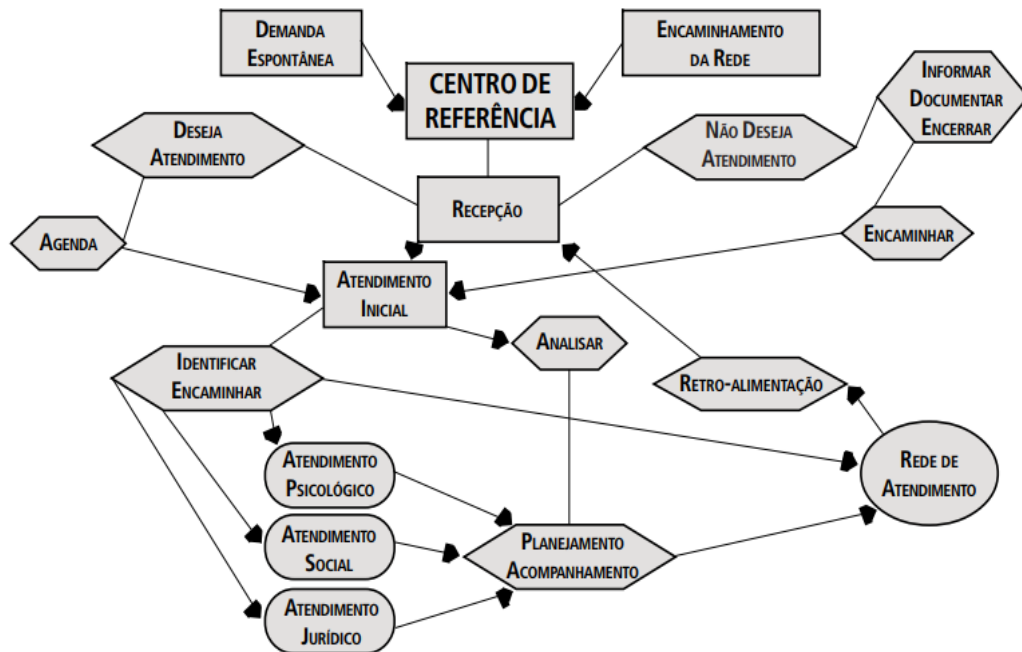 Demanda
Espontânea
Encaminhamento
da Rede
CENTRO DE
REFERÊNCIA
Informar
Documentar
Encerrar
Deseja
Atendimento
Não Deseja
Atendimento
Recepção
Agenda
Encaminhar
Atendimento
Inicial
Analisar
Identificar
Encaminhar
Retro-alimentação
Atendimento
Psicológico
Rede de
Atendimento
Atendimento
Social
Planejamento
Acompanhamento
Atendimento
Jurídico